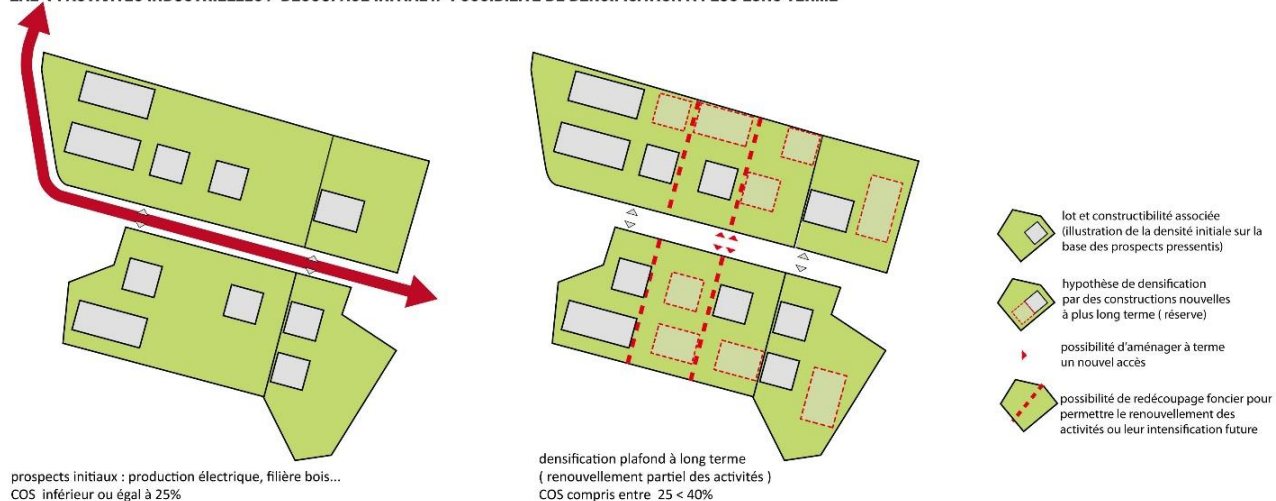 prospects initiaux : production électrique, filière bois...
COS inférieur ou égal à 25%
densification plafond à long terme
( renouvellement partiel des activités )
COS compris entre 25 < 40%
lot et constructibilité associée
(illustration de la densité initiale sur la
base des prospects pressentis)
hypothèse de densification
par des constructions nouvelles
à plus long terme ( réserve)
possibilité d'aménager à terme
un nouvel accès
possibilité de redécoupage foncier pour
permettre le renouvellement des
activités ou leur intensification future